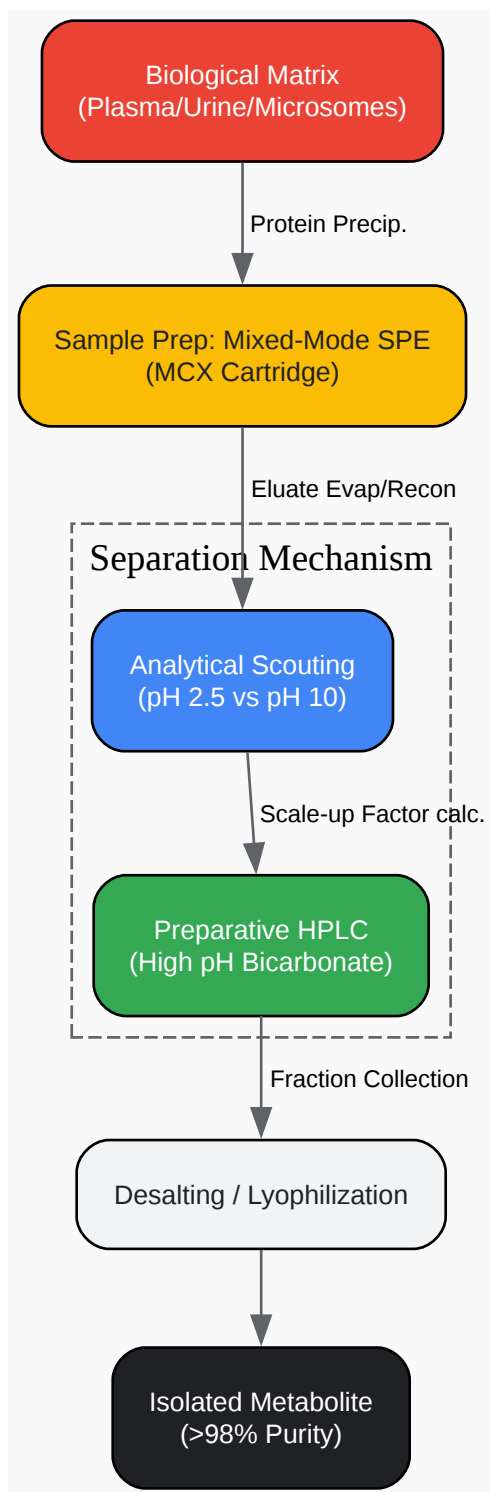 Biological Matrix
(Plasma/Urine/Microsomes)
Protein Precip.
Sample Prep: Mixed-Mode SPE
(MCX Cartridge)
Eluate Evap/Recon
Separation Mechanism
Analytical Scouting
(pH 2.5 vs pH 10)
Scale-up Factor calc.
Preparative HPLC
(High pH Bicarbonate)
Fraction Collection
Desalting / Lyophilization
Isolated Metabolite
(>98% Purity)